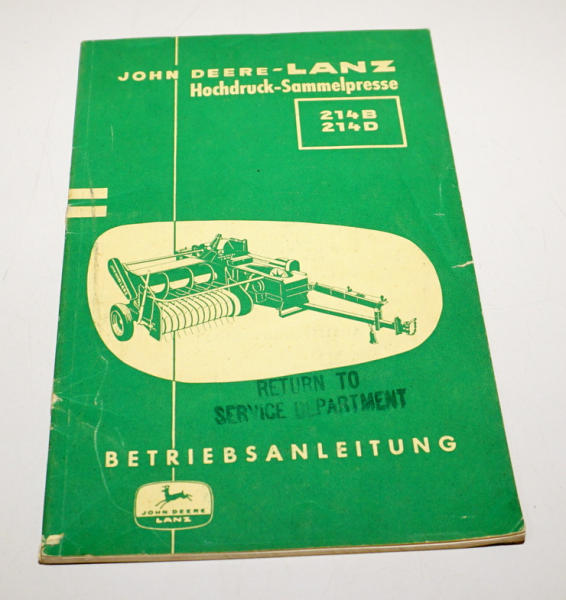 JOHN DEERE-LANZ
Hochdruck-Sammelpresse
214B
214D
RETURN TO
SERVICE DEPARTMENT
BETRIEBSANLEITUNG
JOHN DEERE
LANZ